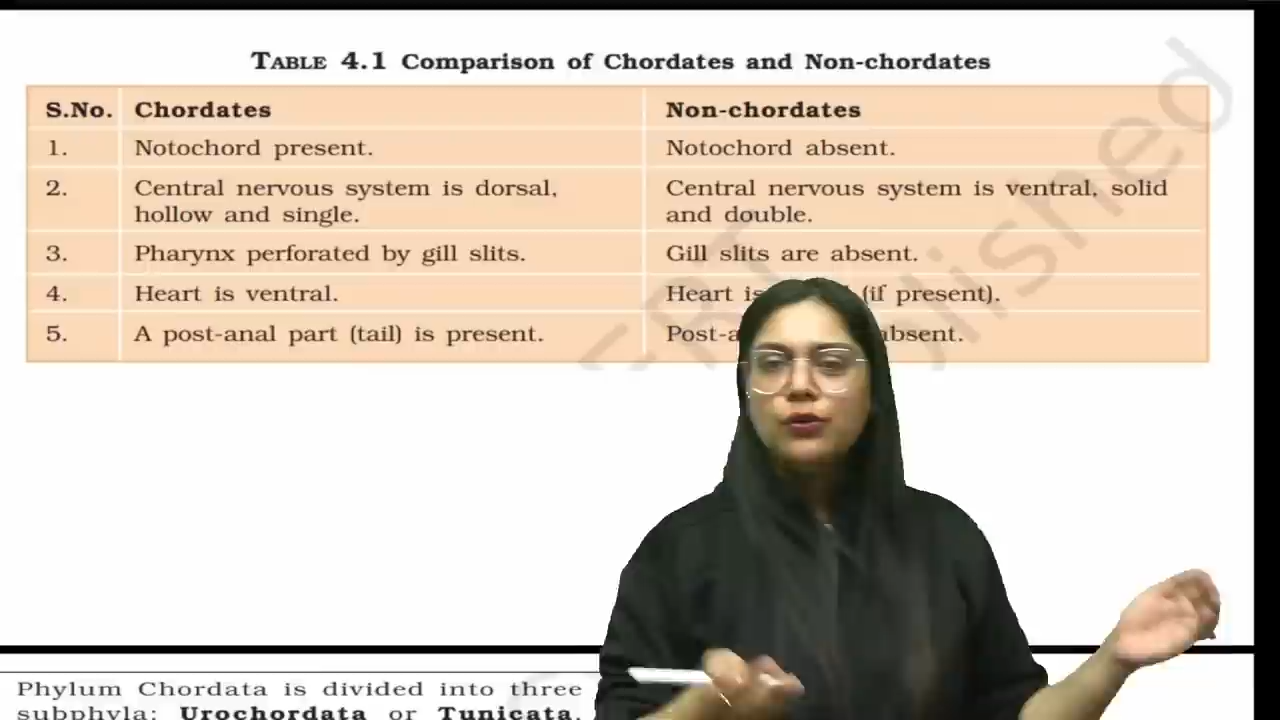 TABLE 4.1 Comparison of Chordates and Non-chordates
S.No. Chordates Non-chordates
1. Notochord present. Notochord absent.
2. Central nervous system is dorsal, Central nervous system is ventral, solid
hollow and single. and double.
3. Pharynx perforated by gill slits. Gill slits are absent.
4. Heart is ventral. Heart is (if present).
5. A post-anal part (tail) is present. absent.
Phylum Chordata is divided into three
subphyla: Urochordata or Tunicata,